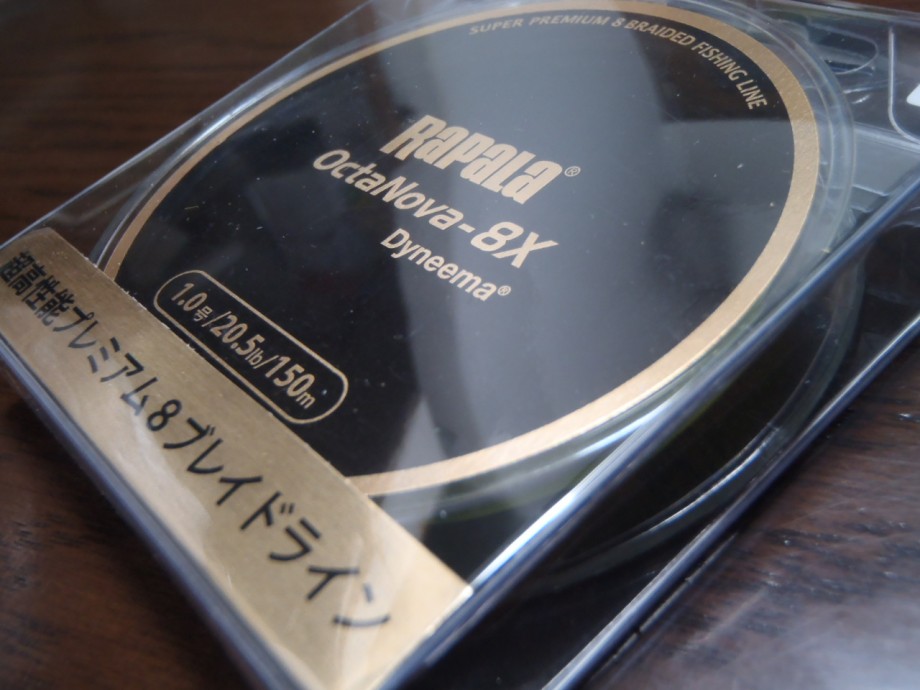 SUPER PREMIUM 8 BRAIDED FISHING LINE
Rapala®
OctaNova-8X
Dyneema®
1.0号/20.5lb/150m
超高性能プレミアム8ブレイドライン